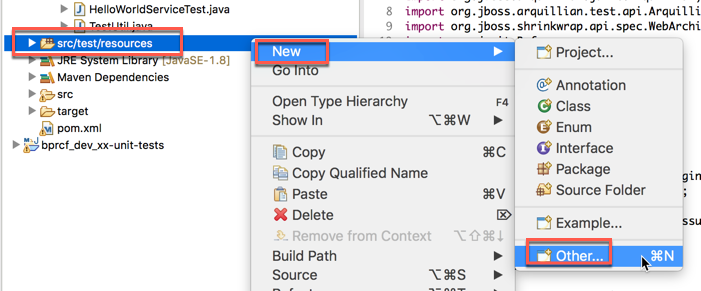 HelloWorldServiceTest.java
TestUtil.java
src/test/resources
JRE System Library [JavaSE-1.8]
Maven Dependencies
src
target
pom.xml
bprcf_dev_xx-unit-tests
New
Go Into
Open Type Hierarchy F4
Show In ⌥⌘W
Copy ⌘C
Copy Qualified Name
Paste ⌘V
Delete ⌦
Remove from Context ⌥⇧⌘↓
Build Path
Source ⌥⌘S
Project...
Annotation
Class
Enum
Interface
Package
Source Folder
Example...
Other... ⌘N
8 import org.jboss.arquillian.test.api.Arquilli
9 import org.jboss.shrinkwrap.api.spec.WebArchi